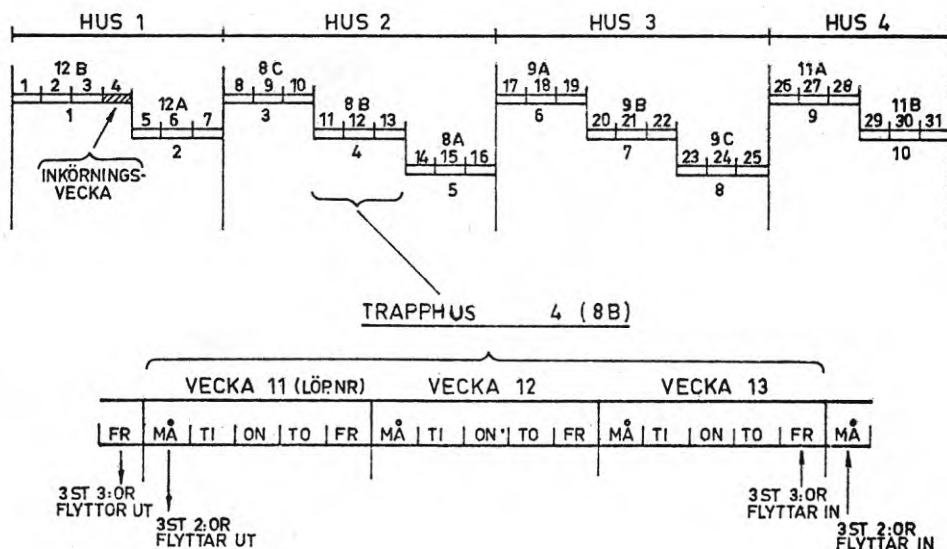 HUS 1 HUS 2 HUS 3 HUS 4
12B 8C 9A 11A
1 2 3 4 8 9 10 17 18 19 26 27 28
12A 8B 9B 11B
1 5 6 7 3 11 12 13 6 20 21 22 9 29 30 31
2 4 8A 7 9C 10
14 15 16 23 24 25
5 8
INKÖRNINGS-
VECKA
TRAPPHUS 4 (8B)
VECKA 11 (LÖP.NR) VECKA 12 VECKA 13
FR MÅ TI ON TO FR MÅ TI ON' TO FR MÅ TI ON TO FR MÅ
3ST 3:OR
FLYTTOR UT
3ST 2:OR
FLYTTAR UT
3ST 3:OR
FLYTTAR IN
3ST 2:OR
FLYTTAR IN